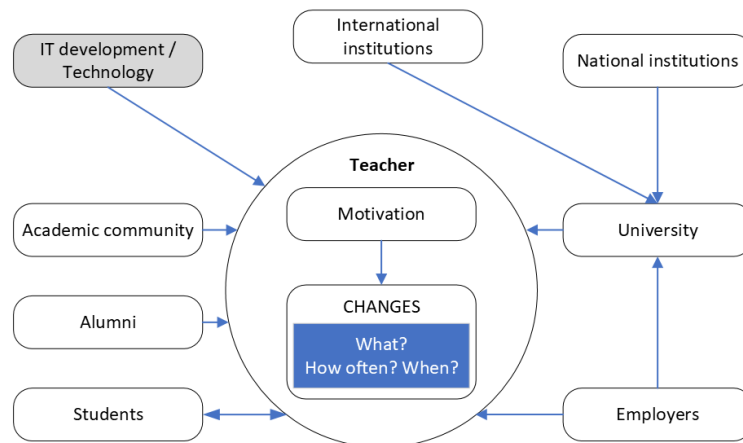 IT development /
Technology
International
institutions
National institutions
Teacher
Academic community
Motivation
University
Alumni
CHANGES
What?
How often? When?
Students
Employers